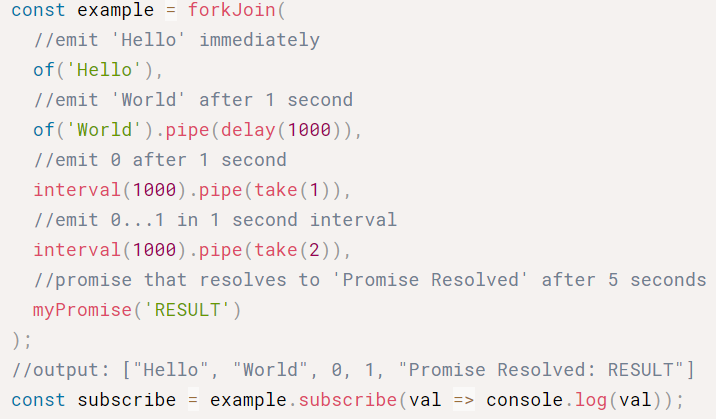 const example = forkJoin(
  //emit 'Hello' immediately
  of('Hello'),
  //emit 'World' after 1 second
  of('World').pipe(delay(1000)),
  //emit 0 after 1 second
  interval(1000).pipe(take(1)),
  //emit 0...1 in 1 second interval
  interval(1000).pipe(take(2)),
  //promise that resolves to 'Promise Resolved' after 5 seconds
  myPromise('RESULT')
);
//output: ["Hello", "World", 0, 1, "Promise Resolved: RESULT"]
const subscribe = example.subscribe(val => console.log(val));